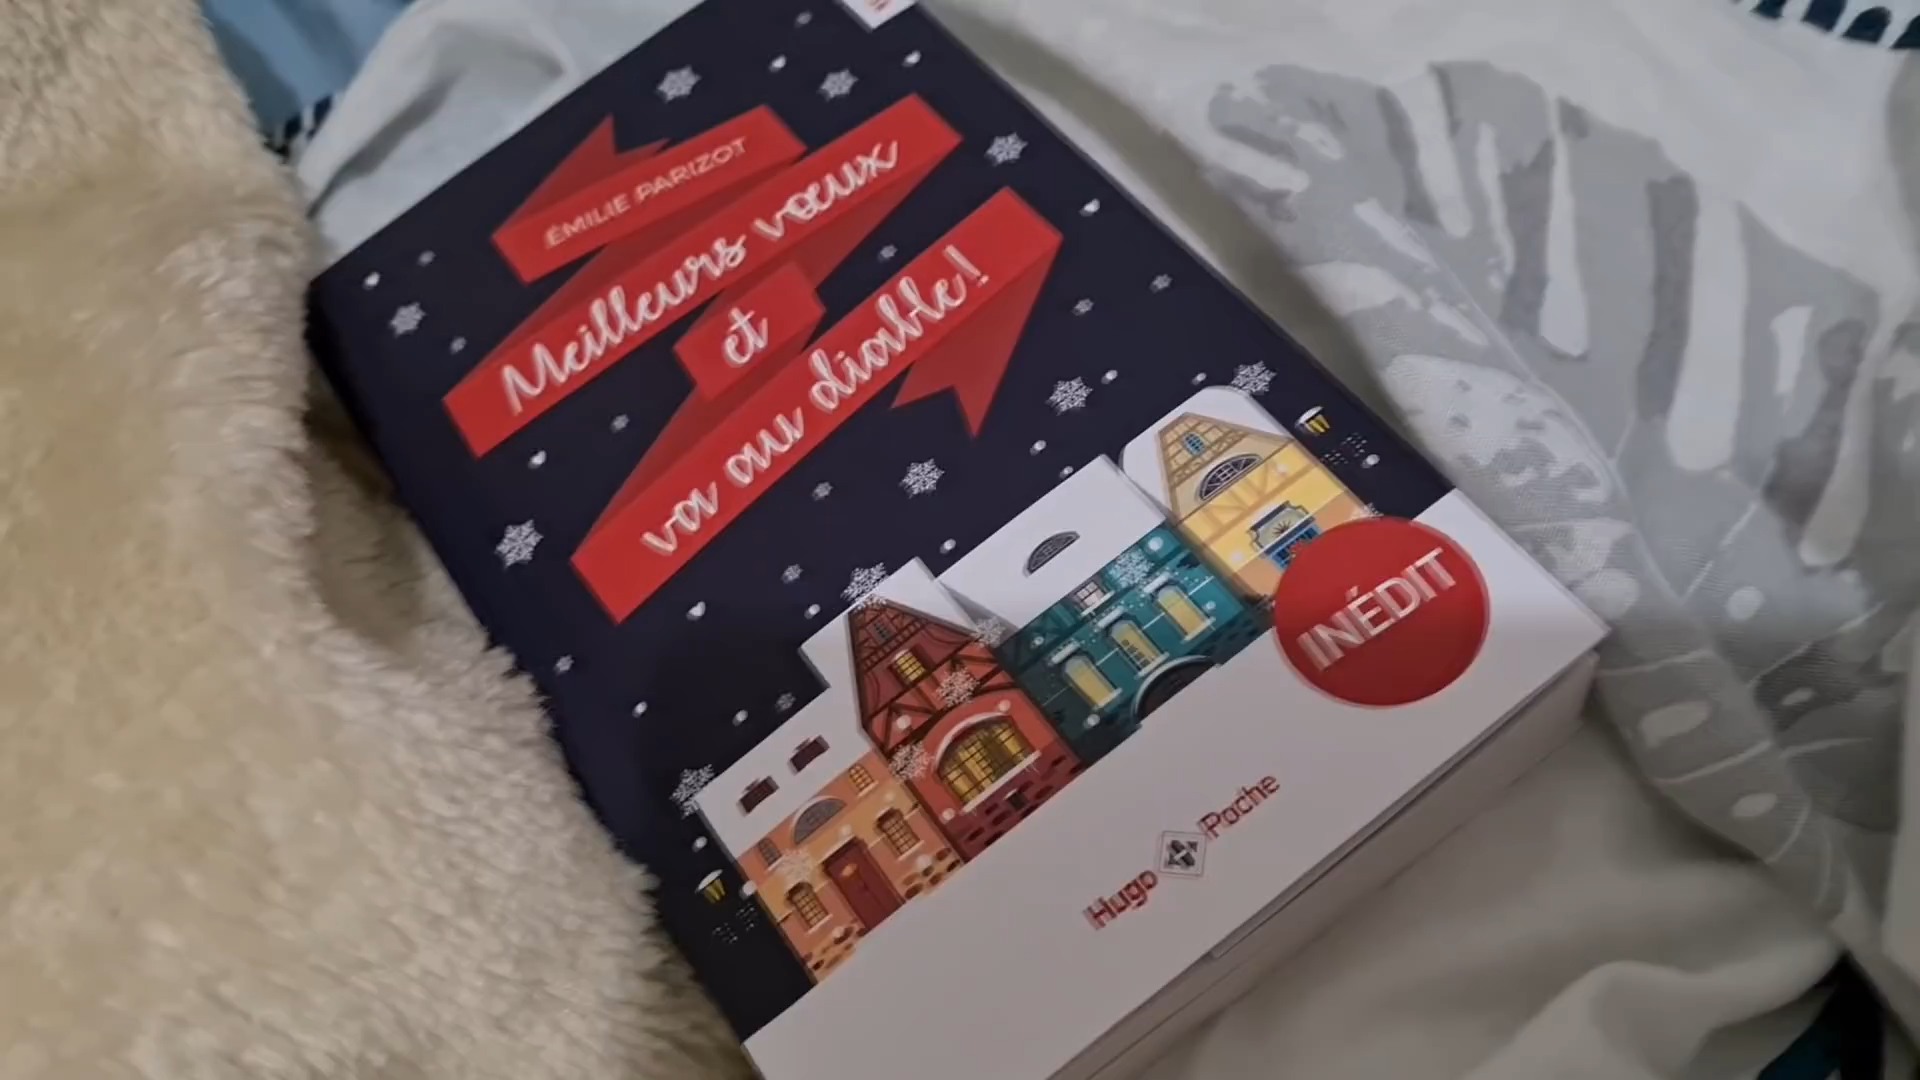 ÉMILIE PARIZOT
Meilleurs vœux
et
va au diable!
INÉDIT
Hugo Poche